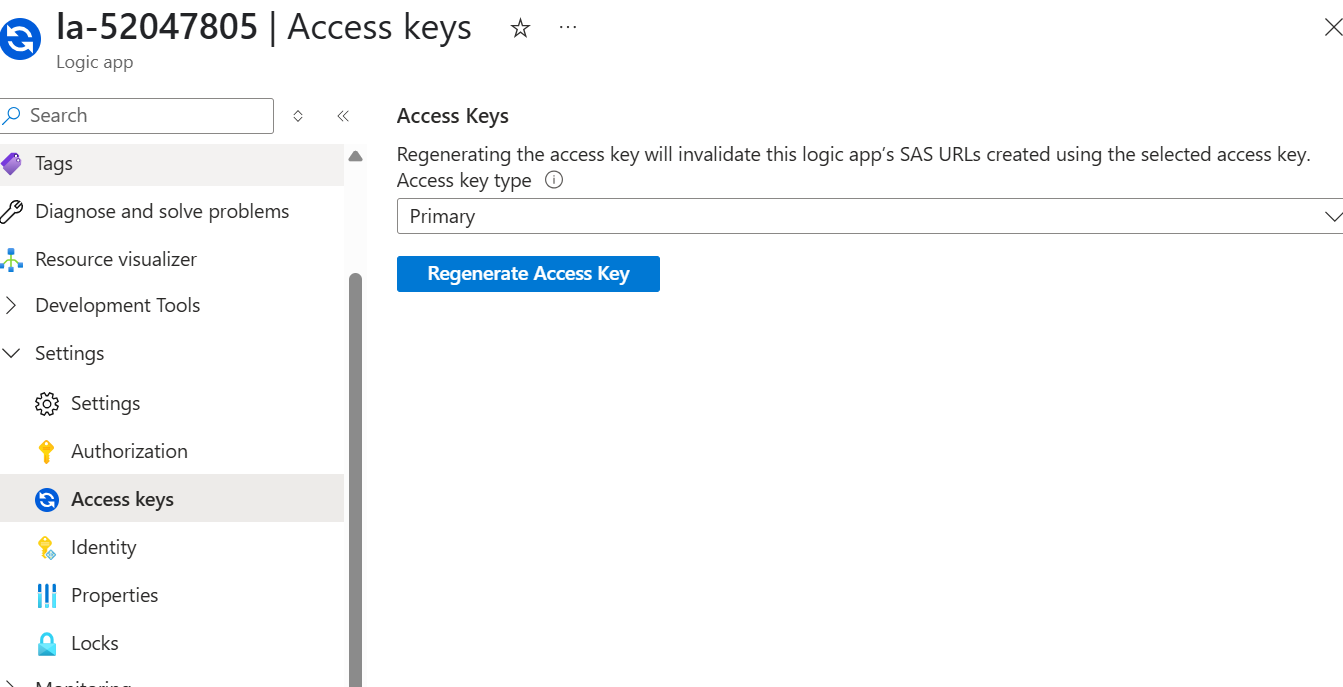 la-52047805 | Access keys
Logic app
Search
Tags
Diagnose and solve problems
Resource visualizer
Development Tools
Settings
Settings
Authorization
Access keys
Identity
Properties
Locks
Monitoring
Access Keys
Regenerating the access key will invalidate this logic app’s SAS URLs created using the selected access key.
Access key type
Primary
Regenerate Access Key